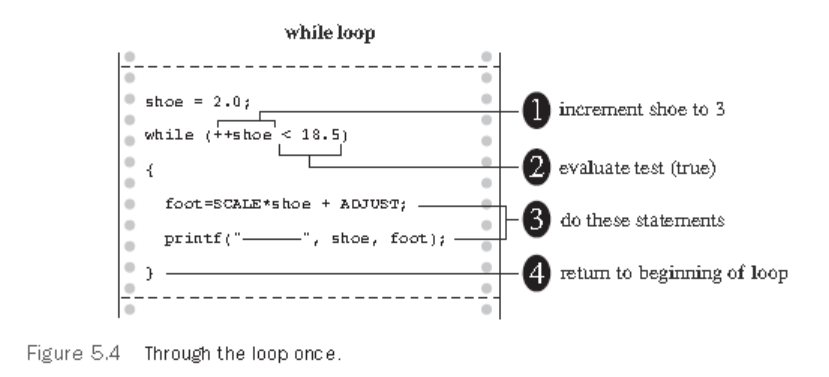 while loop
shoe = 2.0;
1 increment shoe to 3
while (++shoe < 18.5)
2 evaluate test (true)
{
foot=SCALE*shoe + ADJUST;
3 do these statements
printf("———", shoe, foot);
} 4 return to beginning of loop
Figure 5.4 Through the loop once.